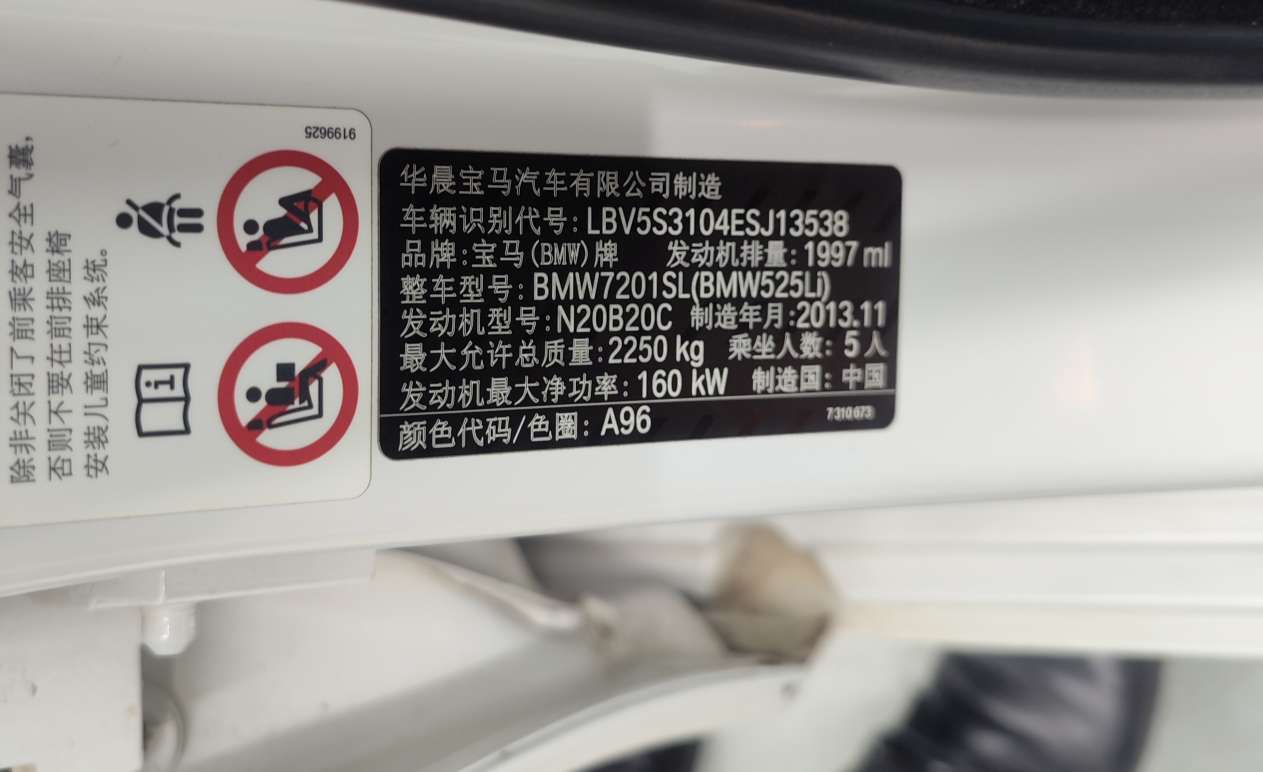 除非关闭了前乘客安全气囊,
否则不要在前排座椅
安装儿童约束系统。
9199625
华晨宝马汽车有限公司制造
车辆识别代号: LBV5S3104ESJ13538
品牌:宝马(BMW)牌 发动机排量: 1997 ml
整车型号: BMW7201SL(BMW525Li)
发动机型号: N20B20C 制造年月:2013.11
最大允许总质量: 2250 kg 乘坐人数: 5人
发动机最大净功率: 160 kW 制造国: 中国
颜色代码/色圈: A96 7310673